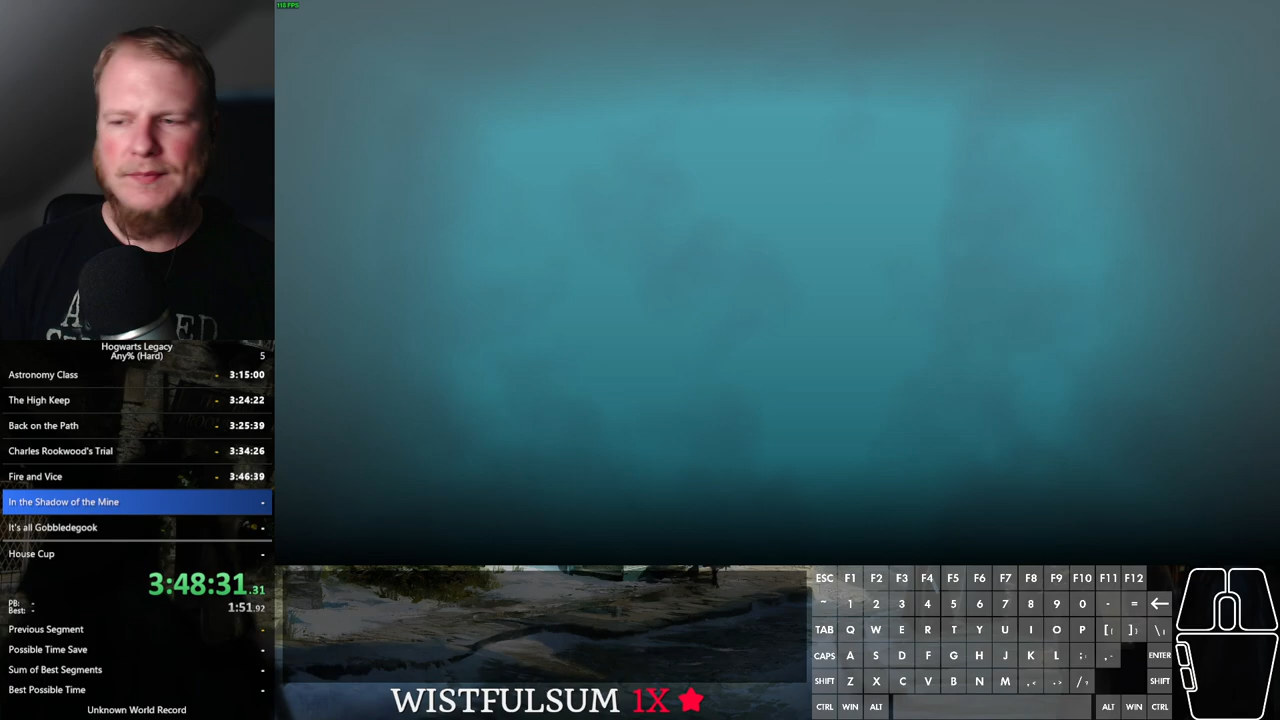 118 FPS
Hogwarts Legacy
Any% (Hard) 5
Astronomy Class - 3:15:00
The High Keep - 3:24:22
Back on the Path - 3:25:39
Charles Rookwood's Trial - 3:34:26
Fire and Vice - 3:46:39
In the Shadow of the Mine -
It's all Gobbledegook -
House Cup -
3:48:31.31
PB: -
Best: - 1:51.92
Previous Segment -
Possible Time Save -
Sum of Best Segments -
Best Possible Time -
Unknown World Record
WISTFULSUM 1X
ESC F1 F2 F3 F4 F5 F6 F7 F8 F9 F10 F11 F12
~ 1 2 3 4 5 6 7 8 9 0 - =
TAB Q W E R T Y U I O P [{ ]} \|
CAPS A S D F G H J K L ;: ENTER
SHIFT Z X C V B N M ,< .> /? SHIFT
CTRL WIN ALT ALT WIN CTRL